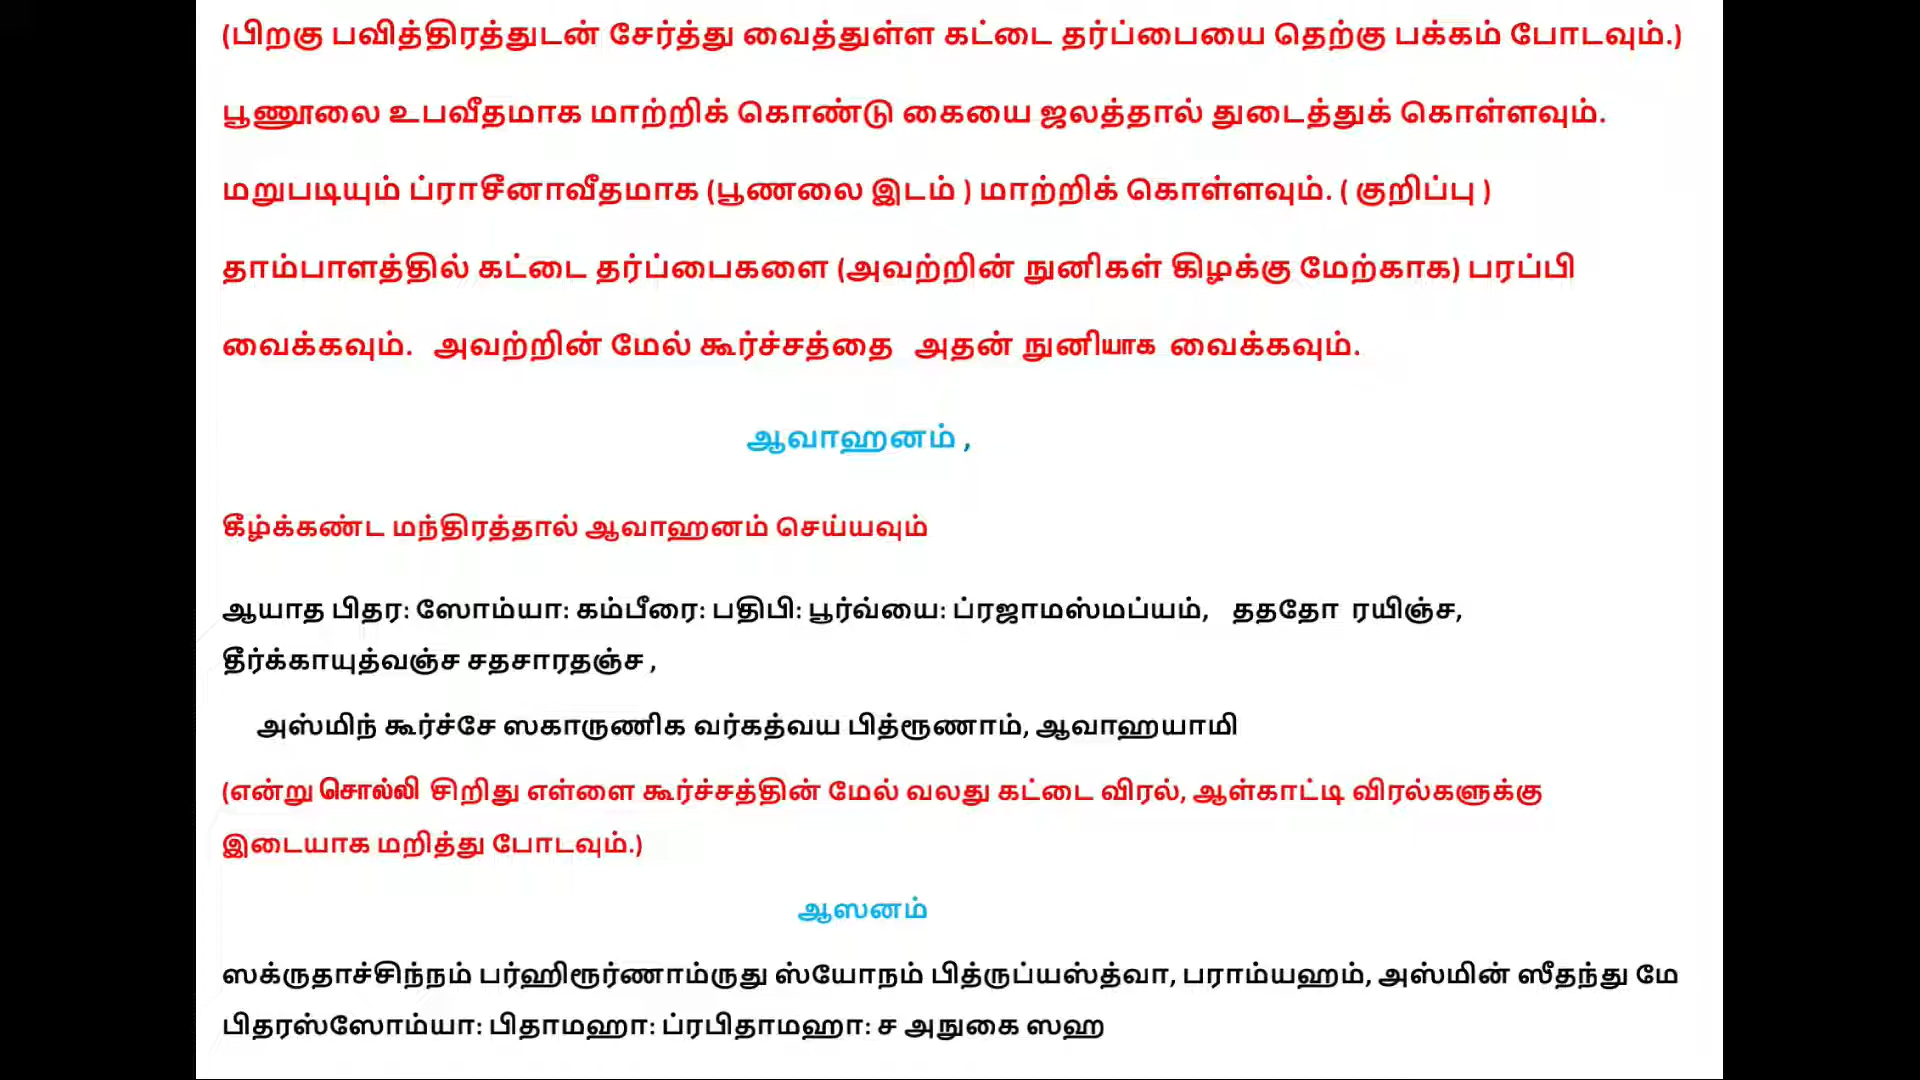 (பிறகு பவித்திரத்துடன் சேர்த்து வைத்துள்ள கட்டை தர்ப்பையை தெற்கு பக்கம் போடவும்.)
பூணூலை உபவீதமாக மாற்றிக் கொண்டு கையை ஜலத்தால் துடைத்துக் கொள்ளவும்.
மறுபடியும் ப்ராசீனாவீதமாக (பூணலை இடம் ) மாற்றிக் கொள்ளவும். ( குறிப்பு )
தாம்பாளத்தில் கட்டை தர்ப்பைகளை (அவற்றின் நுனிகள் கிழக்கு மேற்காக) பரப்பி
வைக்கவும். அவற்றின் மேல் கூர்ச்சத்தை அதன் நுனியாக வைக்கவும்.
ஆவாஹனம் ,
கீழ்க்கண்ட மந்திரத்தால் ஆவாஹனம் செய்யவும்
ஆயாத பிதர: ஸோம்யா: கம்பீரை: பதிபி: பூர்வ்யை: ப்ரஜாமஸ்மப்யம், தததோ ரயிஞ்ச,
தீர்க்காயுத்வஞ்ச சதசாரதஞ்ச ,
அஸ்மிந் கூர்ச்சே ஸகாருணிக வர்கத்வய பித்ரூணாம், ஆவாஹயாமி
(என்று சொல்லி சிறிது எள்ளை கூர்ச்சத்தின் மேல் வலது கட்டை விரல், ஆள்காட்டி விரல்களுக்கு
இடையாக மறித்து போடவும்.)
ஆஸனம்
ஸக்ருதாச்சிந்நம் பர்ஹிரூர்ணாம்ருது ஸ்யோநம் பித்ருப்யஸ்த்வா, பராம்யஹம், அஸ்மின் ஸீதந்து மே
பிதரஸ்ஸோம்யா: பிதாமஹா: ப்ரபிதாமஹா: ச அநுகை ஸஹ